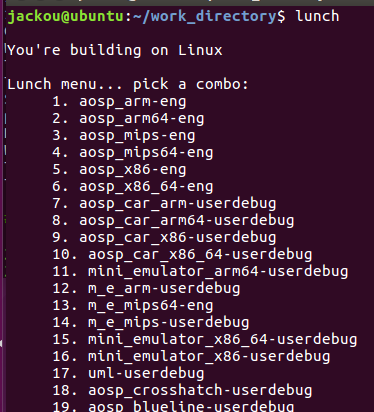 jackou@ubuntu:~/work_directory$ lunch
You're building on Linux
Lunch menu... pick a combo:
1. aosp_arm-eng
2. aosp_arm64-eng
3. aosp_mips-eng
4. aosp_mips64-eng
5. aosp_x86-eng
6. aosp_x86_64-eng
7. aosp_car_arm-userdebug
8. aosp_car_arm64-userdebug
9. aosp_car_x86-userdebug
10. aosp_car_x86_64-userdebug
11. mini_emulator_arm64-userdebug
12. m_e_arm-userdebug
13. m_e_mips64-eng
14. m_e_mips-userdebug
15. mini_emulator_x86_64-userdebug
16. mini_emulator_x86-userdebug
17. uml-userdebug
18. aosp_crosshatch-userdebug
19. aosp_blueline-userdebug